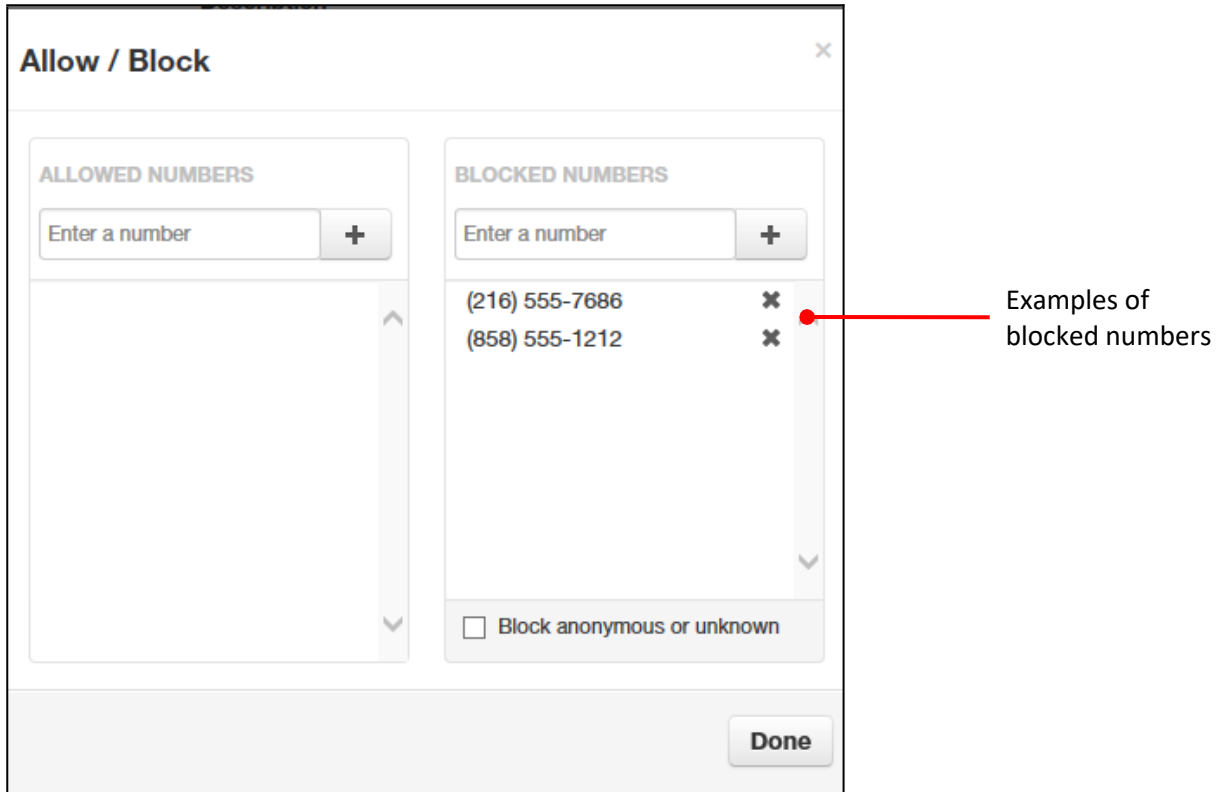 Allow / Block
×
ALLOWED NUMBERS
Enter a number
+
BLOCKED NUMBERS
Enter a number
+
(216) 555-7686 ✖
(858) 555-1212 ✖
Block anonymous or unknown
Done
Examples of
blocked numbers